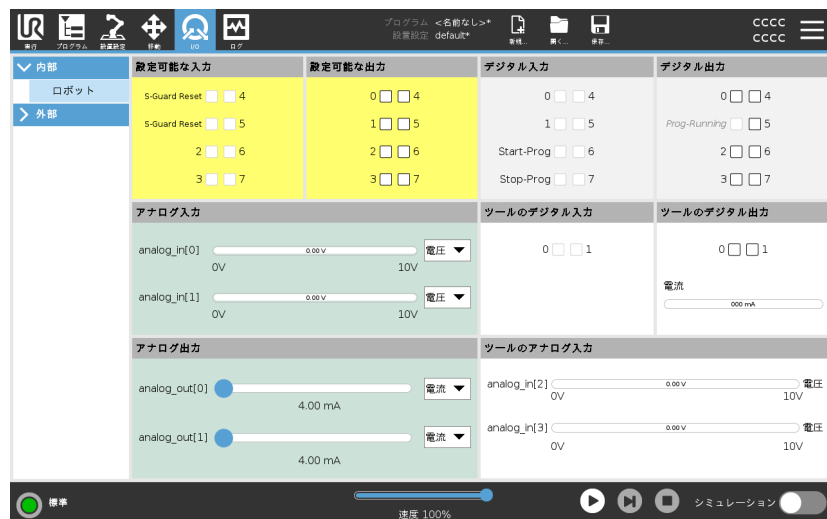 プログラム <名前なし>*
設置設定 default*
cccc
cccc
実行 プログラム 設置設定 移動 I/O ログ 新規... 開く... 保存...
内部
ロボット
外部
設定可能な入力
S-Guard Reset 4
S-Guard Reset 5
2 6
3 7
設定可能な出力
0 4
1 5
2 6
3 7
デジタル入力
0 4
1 5
Start-Prog 6
Stop-Prog 7
デジタル出力
0 4
Prog-Running 5
2 6
3 7
アナログ入力
analog_in[0] 0.00 V 電圧
0V 10V
analog_in[1] 0.00 V 電圧
0V 10V
ツールのデジタル入力
0 1
ツールのデジタル出力
0 1
電流
000 mA
アナログ出力
analog_out[0] 電流
4.00 mA
analog_out[1] 電流
4.00 mA
ツールのアナログ入力
analog_in[2] 0.00 V 電圧
0V 10V
analog_in[3] 0.00 V 電圧
0V 10V
標準
速度 100%
シミュレーション